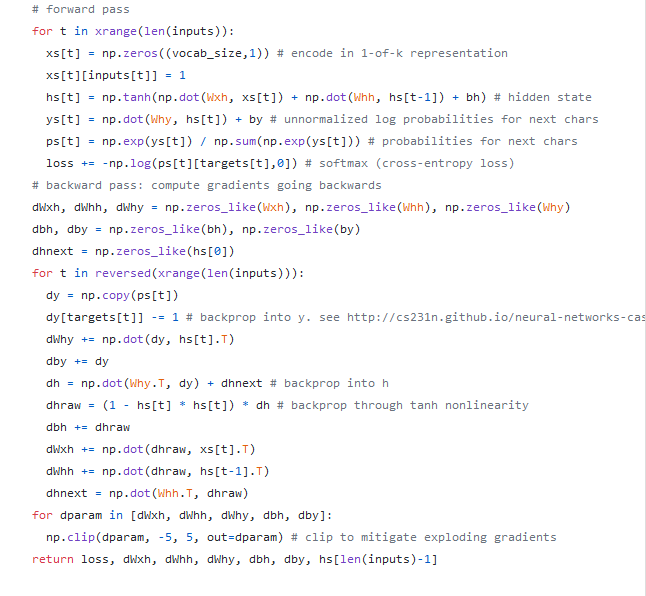 # forward pass
for t in xrange(len(inputs)):
xs[t] = np.zeros((vocab_size,1)) # encode in 1-of-k representation
xs[t][inputs[t]] = 1
hs[t] = np.tanh(np.dot(Wxh, xs[t]) + np.dot(Whh, hs[t-1]) + bh) # hidden state
ys[t] = np.dot(Why, hs[t]) + by # unnormalized log probabilities for next chars
ps[t] = np.exp(ys[t]) / np.sum(np.exp(ys[t])) # probabilities for next chars
loss += -np.log(ps[t][targets[t],0]) # softmax (cross-entropy loss)
# backward pass: compute gradients going backwards
dWxh, dWhh, dWhy = np.zeros_like(Wxh), np.zeros_like(Whh), np.zeros_like(Why)
dbh, dby = np.zeros_like(bh), np.zeros_like(by)
dhnext = np.zeros_like(hs[0])
for t in reversed(xrange(len(inputs))):
dy = np.copy(ps[t])
dy[targets[t]] -= 1 # backprop into y. see http://cs231n.github.io/neural-networks-cas
dWhy += np.dot(dy, hs[t].T)
dby += dy
dh = np.dot(Why.T, dy) + dhnext # backprop into h
dhraw = (1 - hs[t] * hs[t]) * dh # backprop through tanh nonlinearity
dbh += dhraw
dWxh += np.dot(dhraw, xs[t].T)
dWhh += np.dot(dhraw, hs[t-1].T)
dhnext = np.dot(Whh.T, dhraw)
for dparam in [dWxh, dWhh, dWhy, dbh, dby]:
np.clip(dparam, -5, 5, out=dparam) # clip to mitigate exploding gradients
return loss, dWxh, dWhh, dWhy, dbh, dby, hs[len(inputs)-1]